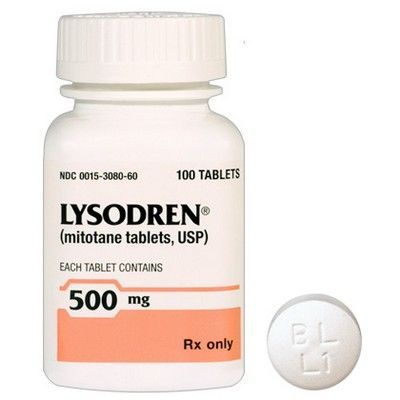 NDC 0015-3080-60 100 TABLETS
LYSODREN®
(mitotane tablets, USP)
EACH TABLET CONTAINS
500 mg
Rx only
BL
L1